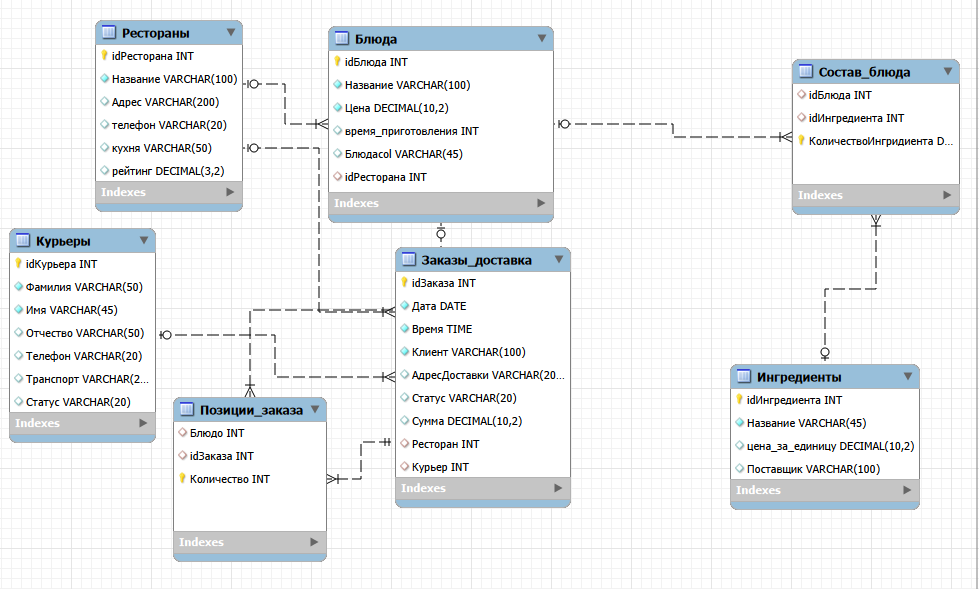 Рестораны
idРесторана INT
Название VARCHAR(100)
Адрес VARCHAR(200)
телефон VARCHAR(20)
кухня VARCHAR(50)
рейтинг DECIMAL(3,2)
Indexes
Блюда
idБлюда INT
Название VARCHAR(100)
Цена DECIMAL(10,2)
время_приготовления INT
Блюдасol VARCHAR(45)
idРесторана INT
Indexes
Состав_блюда
idБлюда INT
idИнгредиента INT
КоличествоИнгридиента D...
Indexes
Курьеры
idКурьера INT
Фамилия VARCHAR(50)
Имя VARCHAR(45)
Отчество VARCHAR(50)
Телефон VARCHAR(20)
Транспорт VARCHAR(2...
Статус VARCHAR(20)
Indexes
Заказы_доставка
idЗаказа INT
Дата DATE
Время TIME
Клиент VARCHAR(100)
АдресДоставки VARCHAR(20...
Статус VARCHAR(20)
Сумма DECIMAL(10,2)
Ресторан INT
Курьер INT
Indexes
Позиции_заказа
Блюдо INT
idЗаказа INT
Количество INT
Indexes
Ингредиенты
idИнгредиента INT
Название VARCHAR(45)
цена_за_единицу DECIMAL(10,2)
Поставщик VARCHAR(100)
Indexes